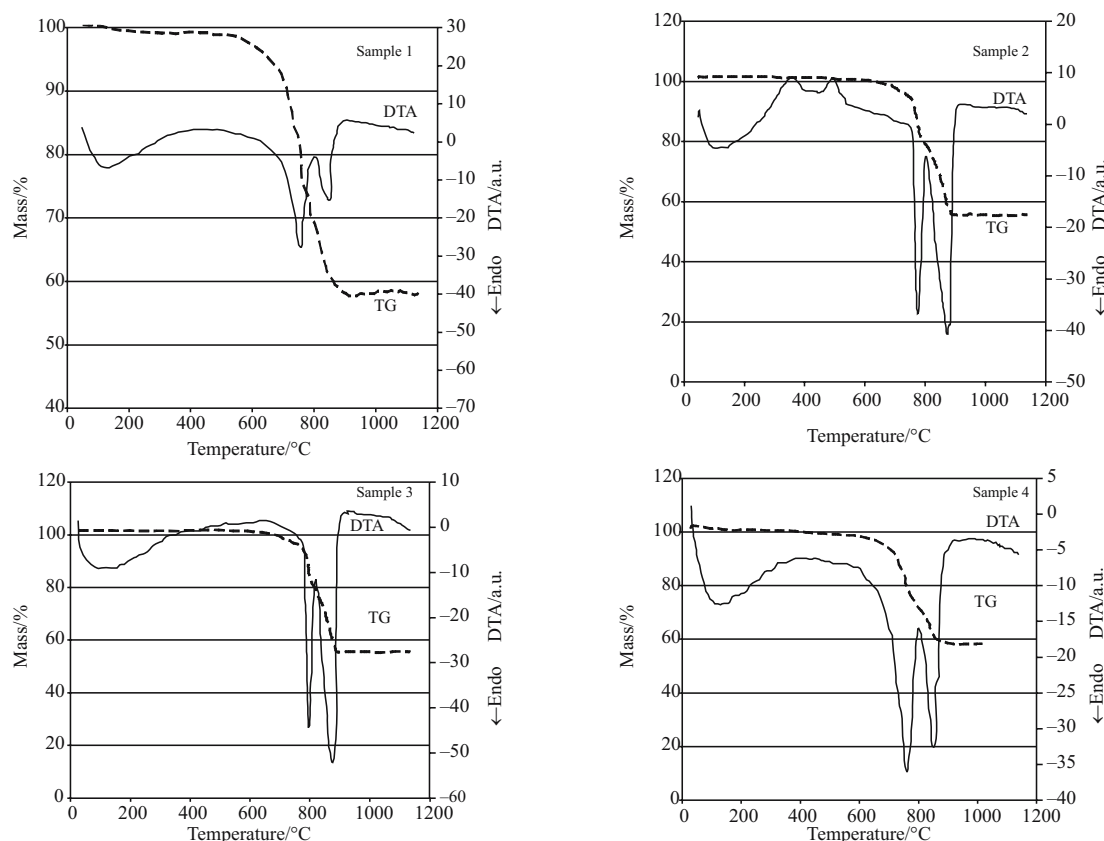 Sample 1
100
90
80
70
60
50
40
Mass/%
30
20
10
0
–10
–20
–30
–40
–50
–60
–70
←Endo DTA/a.u.
DTA
TG
0 200 400 600 800 1000 1200
Temperature/°C
Sample 2
120
100
80
60
40
20
0
Mass/%
20
10
0
–10
–20
–30
–40
–50
←Endo DTA/a.u.
DTA
TG
0 200 400 600 800 1000 1200
Temperature/°C
Sample 3
120
100
80
60
40
20
0
Mass/%
10
0
–10
–20
–30
–40
–50
–60
←Endo DTA/a.u.
DTA
TG
0 200 400 600 800 1000 1200
Temperature/°C
Sample 4
120
100
80
60
40
20
0
Mass/%
5
0
–5
–10
–15
–20
–25
–30
–35
–40
←Endo DTA/a.u.
DTA
TG
0 200 400 600 800 1000 1200
Temperature/°C